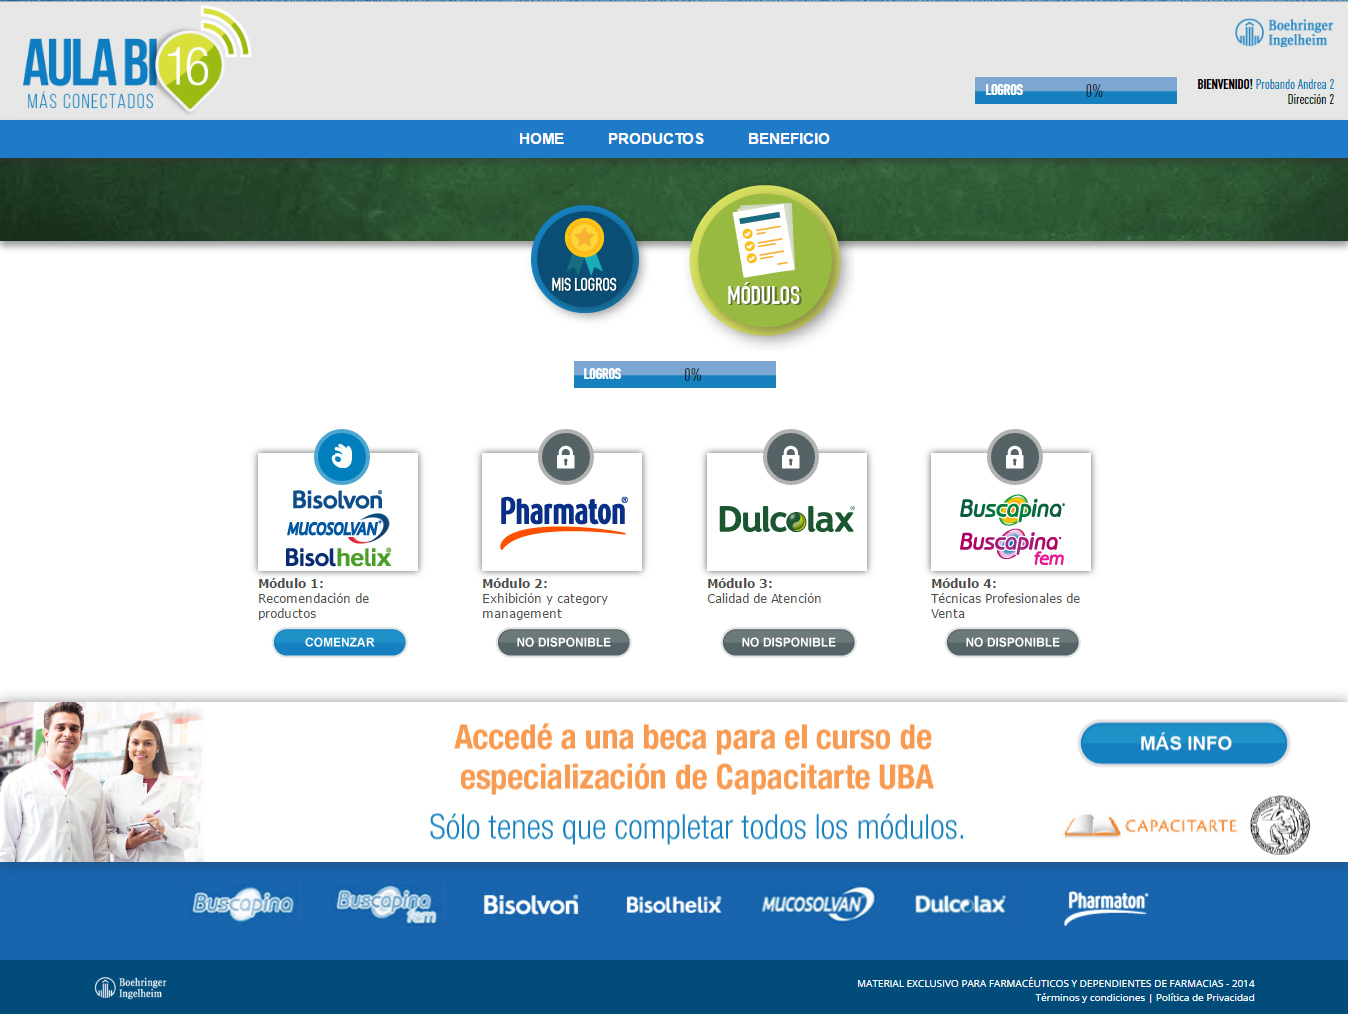 AULA BI 16
MÁS CONECTADOS
Boehringer
Ingelheim
LOGROS 0%
BIENVENIDO! Probando Andrea 2
Dirección 2
HOME PRODUCTOS BENEFICIO
MIS LOGROS
MÓDULOS
LOGROS 0%
Bisolvon®
MUCOSOLVAN®
Bisolhelix®
Pharmaton®
Dulcolax®
Buscapina®
Buscapina®
fem
Módulo 1:
Recomendación de
productos
COMENZAR
Módulo 2:
Exhibición y category
management
NO DISPONIBLE
Módulo 3:
Calidad de Atención
NO DISPONIBLE
Módulo 4:
Técnicas Profesionales de
Venta
NO DISPONIBLE
Accedé a una beca para el curso de
especialización de Capacitarte UBA
Sólo tenes que completar todos los módulos.
MÁS INFO
CAPACITARTE
Buscapina Buscapina fem Bisolvon Bisolhelix MUCOSOLVAN Dulcolax Pharmaton
Boehringer
Ingelheim
MATERIAL EXCLUSIVO PARA FARMACÉUTICOS Y DEPENDIENTES DE FARMACIAS - 2014
Términos y condiciones | Política de Privacidad